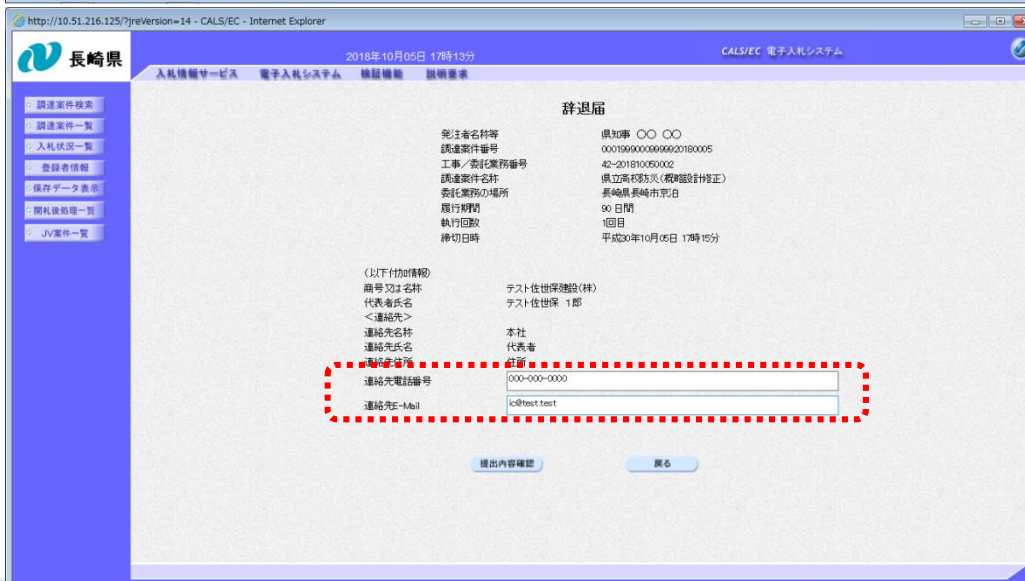 http://10.51.216.125/?jreVersion=14 - CALS/EC - Internet Explorer
長崎県
2018年10月05日 17時13分
CALS/EC 電子入札システム
入札情報サービス 電子入札システム 検証機能 説明要求
調達案件検索
調達案件一覧
入札状況一覧
登録者情報
保存データ表示
開札後処理一覧
JV案件一覧
辞退届
発注者名称等 県知事 〇〇 〇〇
調達案件番号 0001999000999920180005
工事/委託業務番号 42-201810050002
調達案件名称 県立高校防災(概略設計修正)
委託業務の場所 長崎県長崎市京泊
履行期間 90 日間
執行回数 1回目
締切日時 平成30年10月05日 17時15分
(以下付加情報)
商号又は名称 テスト佐世保建設(株)
代表者氏名 テスト佐世保 1郎
<連絡先>
連絡先名称 本社
連絡先氏名 代表者
連絡先住所 住所
連絡先電話番号 000-000-0000
連絡先E-Mail ic@test.test
提出内容確認 戻る